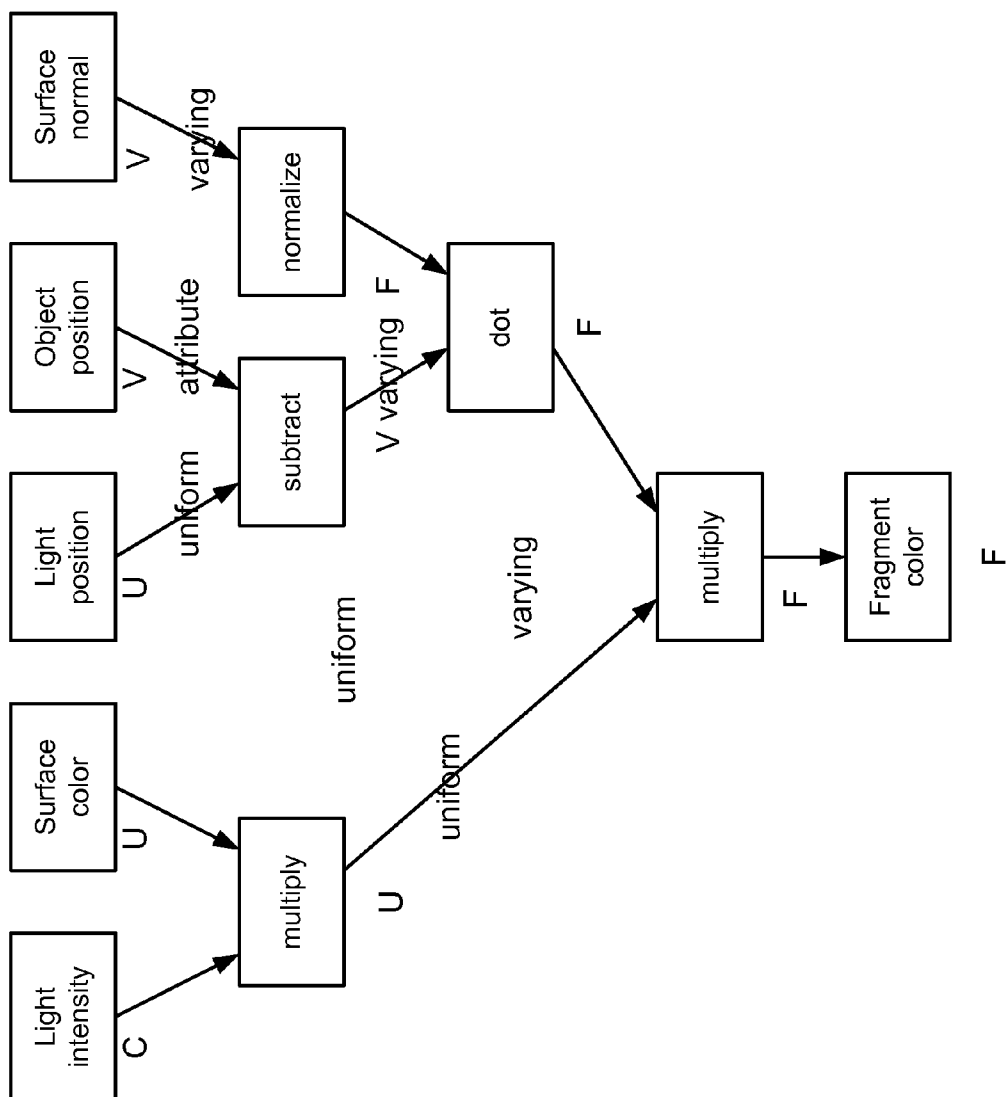 Light
intensity
Surface
color
Light
position
Object
position
Surface
normal
C
U
U
V
V
uniform
attribute
varying
multiply
subtract
normalize
uniform
U
V varying
F
uniform
varying
dot
F
multiply
F
Fragment
color
F